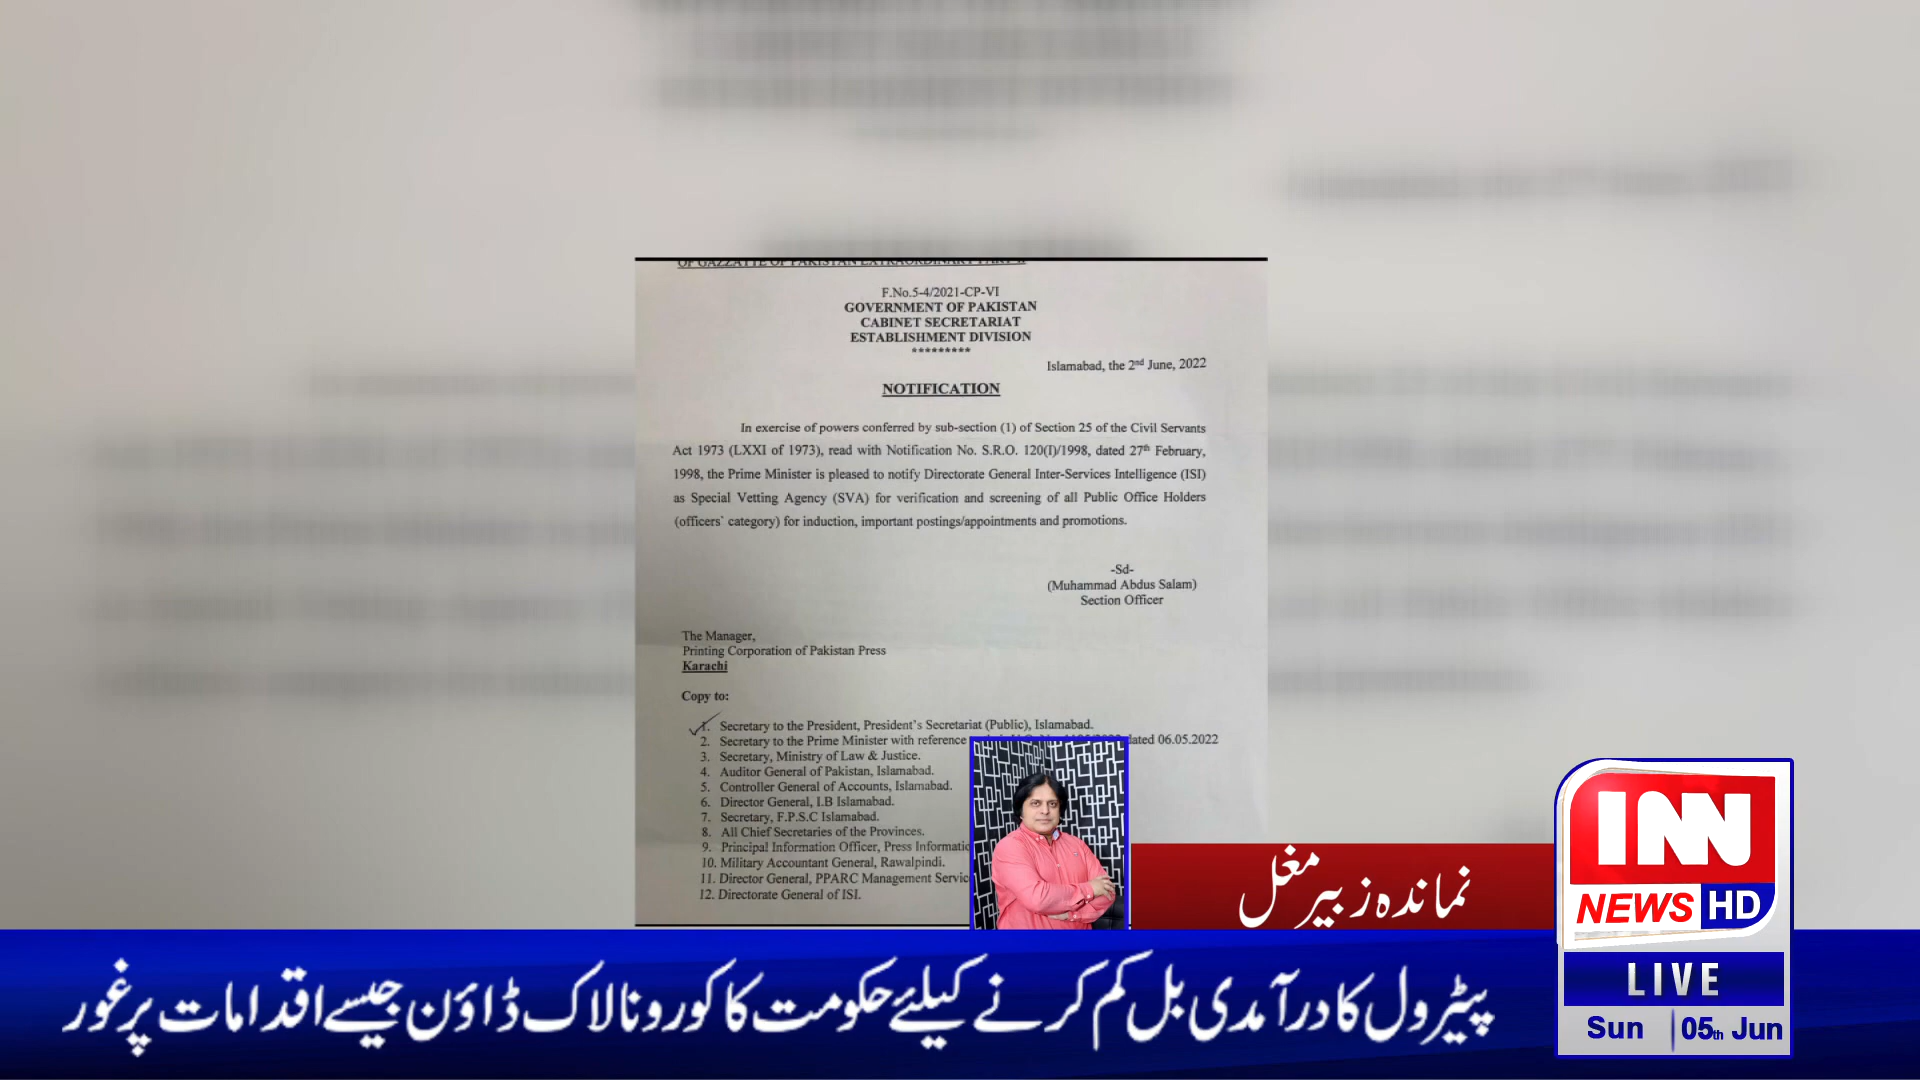 OF GAZZATTE OF PAKISTAN EXTRAORDINARY PART-II
F.No.5-4/2021-CP-VI
GOVERNMENT OF PAKISTAN
CABINET SECRETARIAT
ESTABLISHMENT DIVISION
*********
Islamabad, the 2nd June, 2022
NOTIFICATION
In exercise of powers conferred by sub-section (1) of Section 25 of the Civil Servants
Act 1973 (LXXI of 1973), read with Notification No. S.R.O. 120(I)/1998, dated 27th February,
1998, the Prime Minister is pleased to notify Directorate General Inter-Services Intelligence (ISI)
as Special Vetting Agency (SVA) for verification and screening of all Public Office Holders
(officers' category) for induction, important postings/appointments and promotions.
-Sd-
(Muhammad Abdus Salam)
Section Officer
The Manager,
Printing Corporation of Pakistan Press
Karachi
Copy to:
1. Secretary to the President, President's Secretariat (Public), Islamabad.
2. Secretary to the Prime Minister with reference dated 06.05.2022
3. Secretary, Ministry of Law & Justice.
4. Auditor General of Pakistan, Islamabad.
5. Controller General of Accounts, Islamabad.
6. Director General, I.B Islamabad.
7. Secretary, F.P.S.C Islamabad.
8. All Chief Secretaries of the Provinces.
9. Principal Information Officer, Press
10. Military Accountant General, Rawalpindi.
11. Director General, PPARC Management
12. Directorate General of ISI.
نمائندہ زبیر مغل
INN
NEWS HD
LIVE
Sun 05th Jun
پیٹرول کا درآمدی بل کم کرنے کیلئے حکومت کا کورونا لاک ڈاؤن جیسے اقدامات پر غور